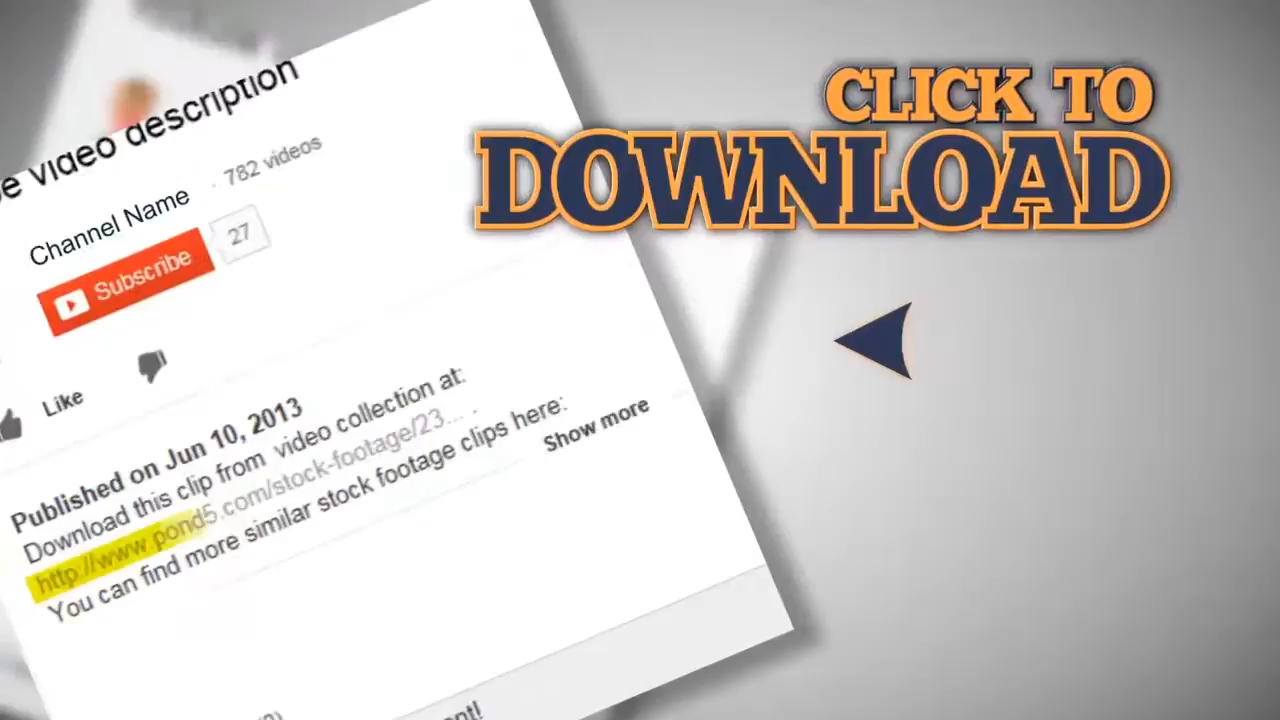 CLICK TO
DOWNLOAD
video description
Channel Name · 782 videos
Subscribe 27
Like
Published on Jun 10, 2013
Download this clip from video collection at:
http://www.pond5.com/stock-footage/23...
You can find more similar stock footage clips here:
Show more